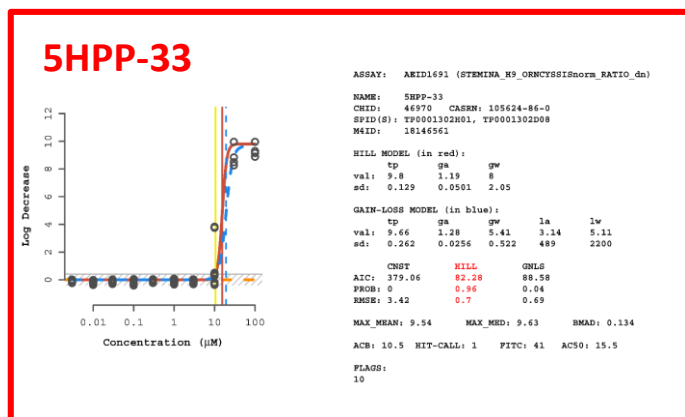 5HPP-33
12
10
8
6
4
2
0
Log Decrease
0.01 0.1 1 10 100
Concentration (µM)
ASSAY: AEID1691 (STEMINA_H9_ORNCYSSISnorm_RATIO_dn)
NAME: 5HPP-33
CHID: 46970 CASRN: 105624-86-0
SPID(S): TP0001302H01, TP0001302D08
M4ID: 18146561
HILL MODEL (in red):
tp ga gw
val: 9.8 1.19 8
sd: 0.129 0.0501 2.05
GAIN-LOSS MODEL (in blue):
tp ga gw la lw
val: 9.66 1.28 5.41 3.14 5.11
sd: 0.262 0.0256 0.522 489 2200
CNST HILL GNLS
AIC: 379.06 82.28 88.58
PROB: 0 0.96 0.04
RMSE: 3.42 0.7 0.69
MAX_MEAN: 9.54 MAX_MED: 9.63 BMAD: 0.134
ACB: 10.5 HIT-CALL: 1 FITC: 41 AC50: 15.5
FLAGS:
10